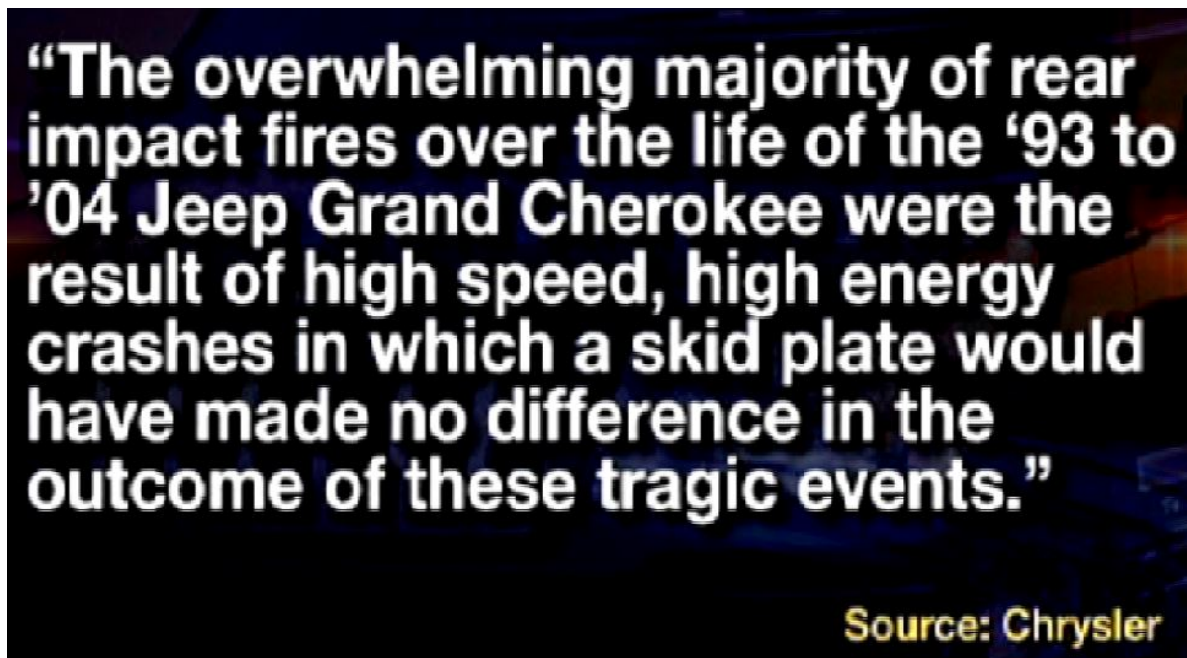 “The overwhelming majority of rear
impact fires over the life of the ‘93 to
’04 Jeep Grand Cherokee were the
result of high speed, high energy
crashes in which a skid plate would
have made no difference in the
outcome of these tragic events.”
Source: Chrysler